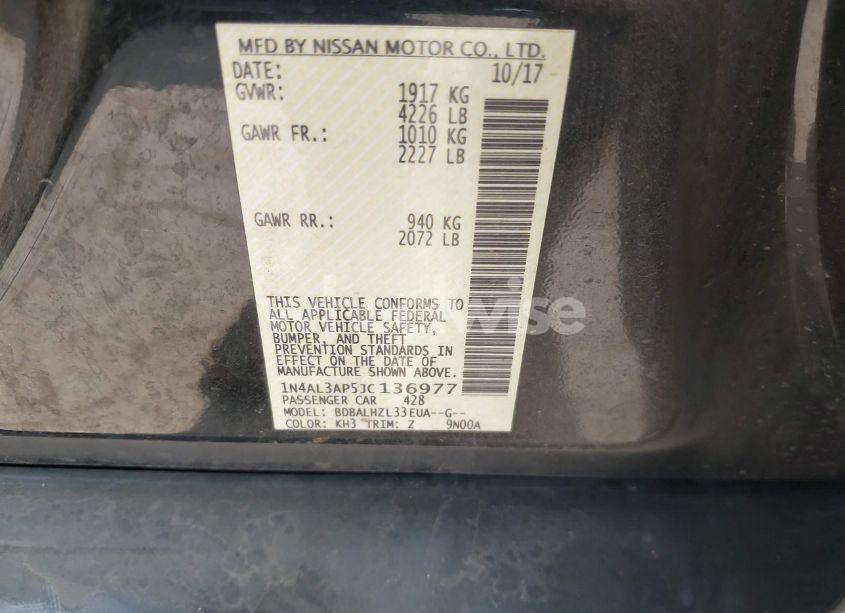 MFD BY NISSAN MOTOR CO., LTD.
DATE: 10/17
GVWR: 1917 KG
4226 LB
GAWR FR.: 1010 KG
2227 LB
GAWR RR.: 940 KG
2072 LB
THIS VEHICLE CONFORMS TO
ALL APPLICABLE FEDERAL
MOTOR VEHICLE SAFETY,
BUMPER, AND THEFT
PREVENTION STANDARDS IN
EFFECT ON THE DATE OF
MANUFACTURE SHOWN ABOVE.
1N4AL3AP5JC136977
PASSENGER CAR 428
MODEL: BDBALHZL33EUA--G--
COLOR: KH3 TRIM: Z 9N00A
wise